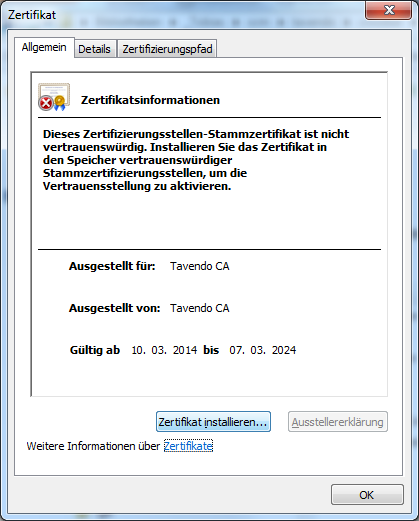 Zertifikat
Allgemein Details Zertifizierungspfad
Zertifikatsinformationen
Dieses Zertifizierungsstellen-Stammzertifikat ist nicht
vertrauenswürdig. Installieren Sie das Zertifikat in
den Speicher vertrauenswürdiger
Stammzertifizierungsstellen, um die
Vertrauensstellung zu aktivieren.
Ausgestellt für: Tavendo CA
Ausgestellt von: Tavendo CA
Gültig ab 10. 03. 2014 bis 07. 03. 2024
Zertifikat installieren... Ausstellererklärung
Weitere Informationen über Zertifikate
OK